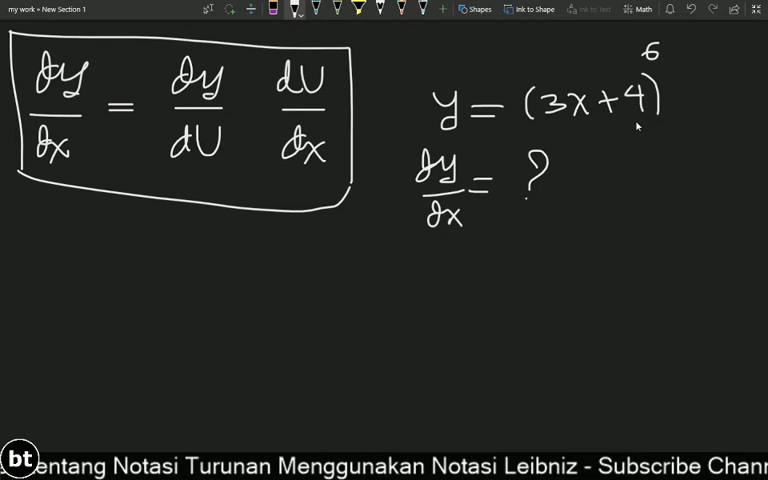 my work » New Section 1
Shapes Ink to Shape Ink to Text Math
dy/dx = dy/dU dU/dx
y = (3x+4)^6
dy/dx = ?
bt
entang Notasi Turunan Menggunakan Notasi Leibniz - Subscribe Chann